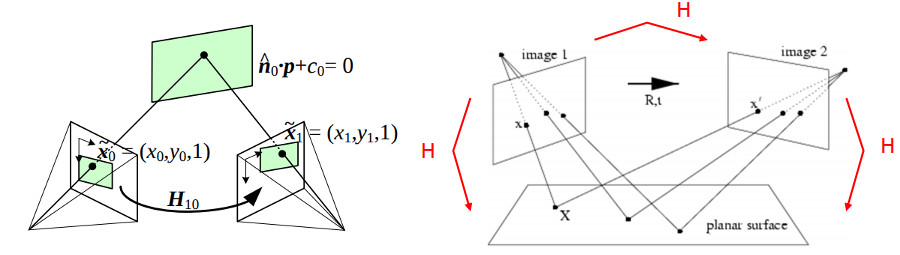 n̂₀·p+c₀= 0
x̃₀ = (x₀,y₀,1)
x̃₁ = (x₁,y₁,1)
H₁₀
H
image 1
image 2
R,t
x
x'
H
H
X
planar surface